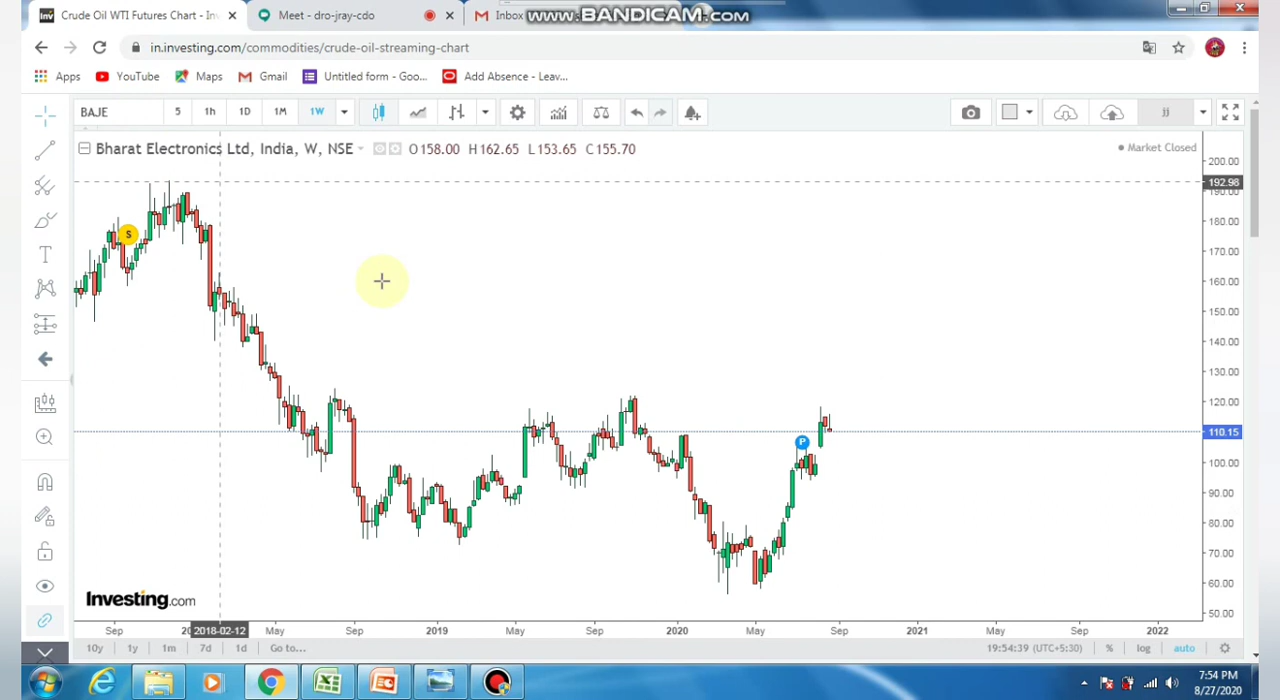 Crude Oil WTI Futures Chart - Inv
Meet - dro-jray-cdo
Inbox
www.BANDICAM.com
in.investing.com/commodities/crude-oil-streaming-chart
Apps YouTube Maps Gmail Untitled form - Goo... Add Absence - Leav...
BAJE 5 1h 1D 1M 1W jj
Bharat Electronics Ltd, India, W, NSE O158.00 H162.65 L153.65 C155.70
Market Closed
200.00
192.98
190.00
180.00
170.00
160.00
150.00
140.00
130.00
120.00
110.15
100.00
90.00
80.00
70.00
60.00
50.00
S
P
Investing.com
Sep 2018-02-12 May Sep 2019 May Sep 2020 May Sep 2021 May Sep 2022
10y 1y 1m 7d 1d Go to... 19:54:39 (UTC+5:30) % log auto
7:54 PM
8/27/2020